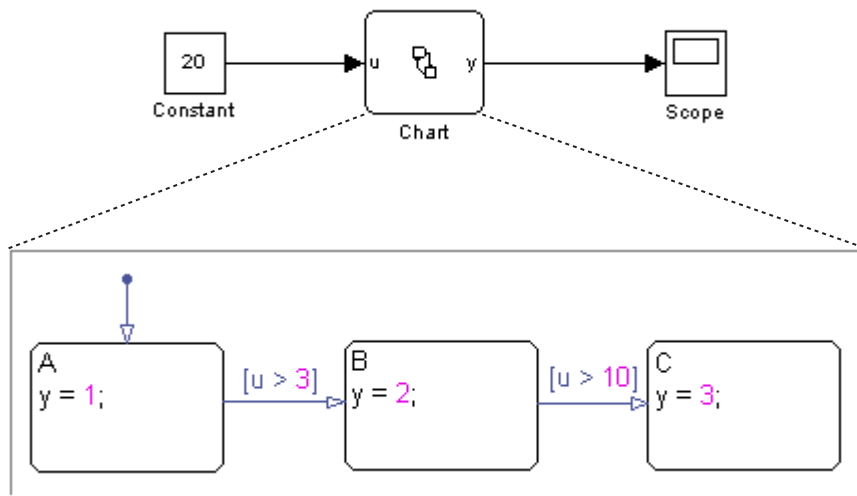 20
u
y
Constant
Scope
Chart
A
y = 1;
[u > 3]
B
y = 2;
[u > 10]
C
y = 3;